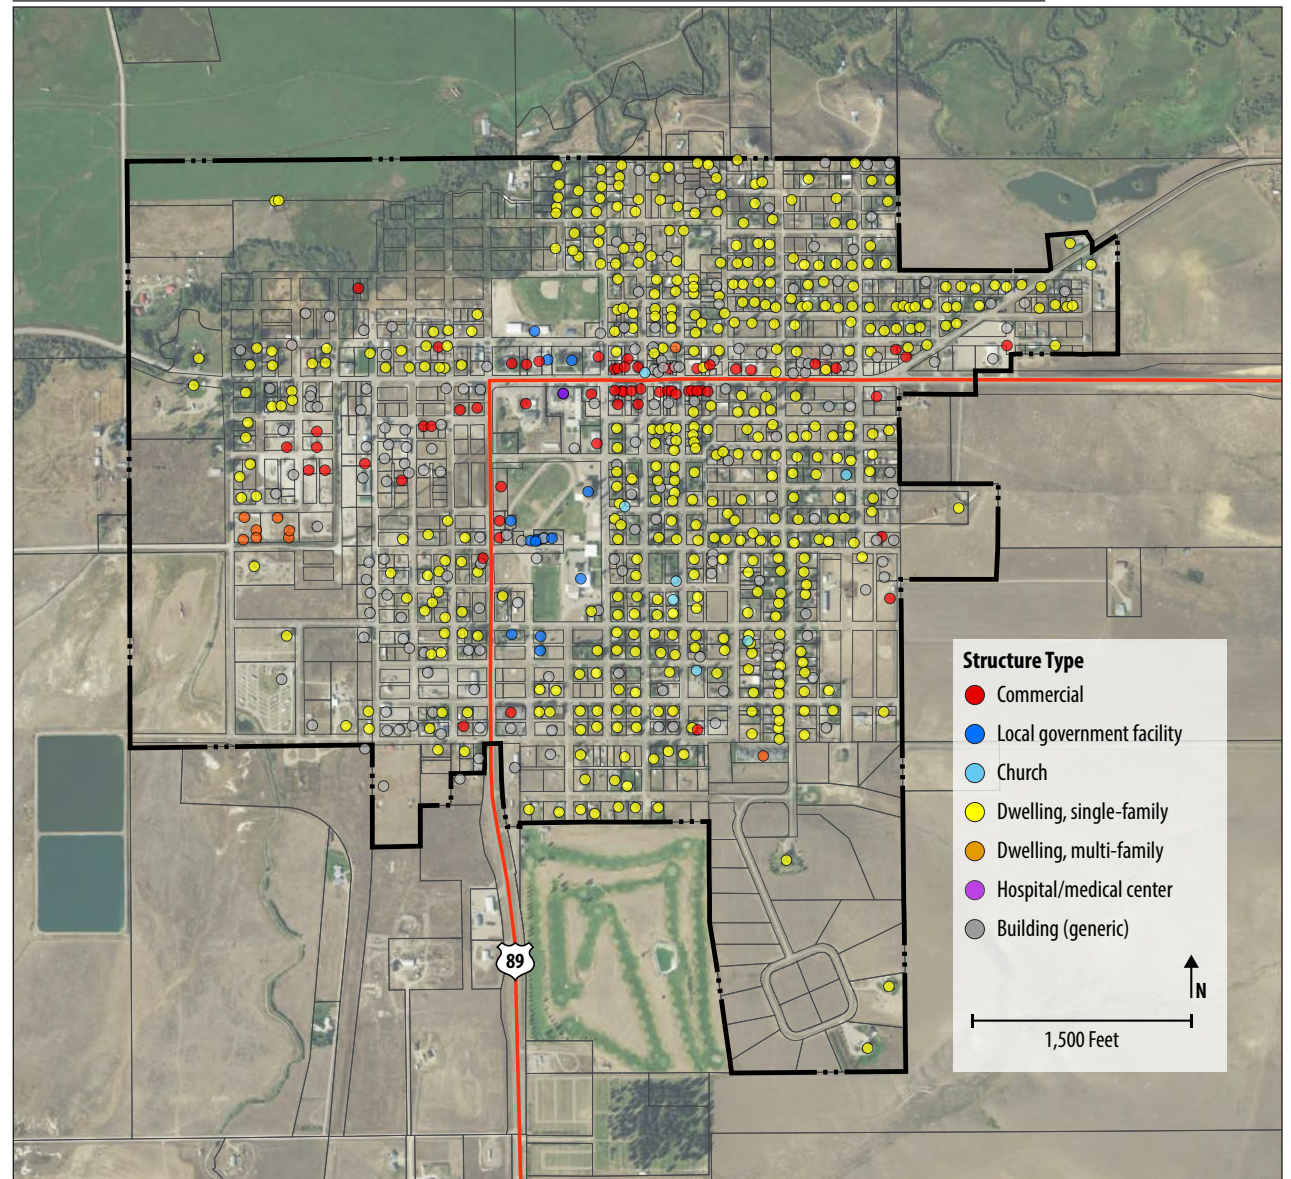 Structure Type
Commercial
Local government facility
Church
Dwelling, single-family
Dwelling, multi-family
Hospital/medical center
Building (generic)
N
1,500 Feet
89